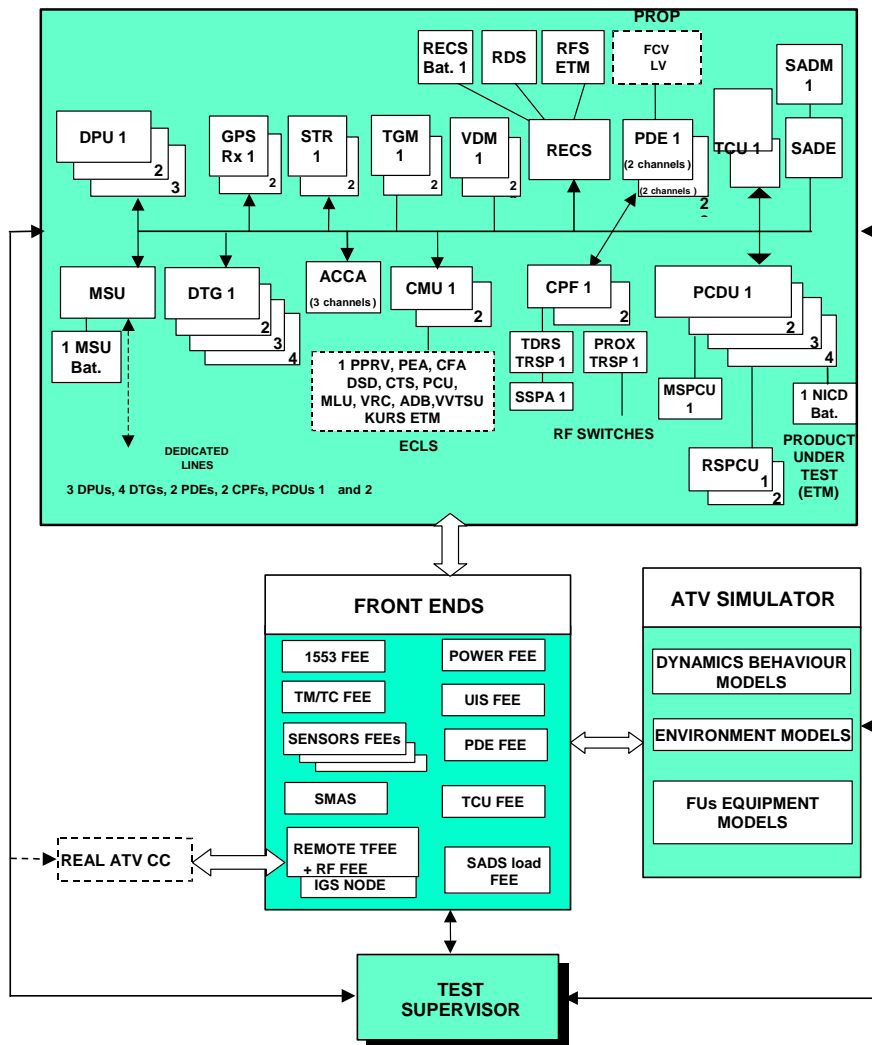 PROP
RECS
Bat. 1
RDS
RFS
ETM
FCV
LV
SADM
1
DPU 1
2
3
GPS
Rx 1
2
STR
1
2
TGM
1
2
VDM
1
2
RECS
PDE 1
(2 channels)
(2 channels)
2
TCU 1
SADE
MSU
1 MSU
Bat.
DTG 1
2
3
4
ACCA
(3 channels)
CMU 1
2
CPF 1
2
PCDU 1
2
3
4
1 PPRV, PEA, CFA
DSD, CTS, PCU,
MLU, VRC, ADB,VVTSU
KURS ETM
ECLS
TDRS
TRSP 1
SSPA 1
PROX
TRSP 1
RF SWITCHES
MSPCU
1
1 NICD
Bat.
RSPCU
1
2
PRODUCT
UNDER
TEST
(ETM)
DEDICATED
LINES
3 DPUs, 4 DTGs, 2 PDEs, 2 CPFs, PCDUs 1 and 2
FRONT ENDS
1553 FEE
TM/TC FEE
SENSORS FEEs
SMAS
REMOTE TFEE
+ RF FEE
IGS NODE
POWER FEE
UIS FEE
PDE FEE
TCU FEE
SADS load
FEE
ATV SIMULATOR
DYNAMICS BEHAVIOUR
MODELS
ENVIRONMENT MODELS
FUs EQUIPMENT
MODELS
REAL ATV CC
TEST
SUPERVISOR